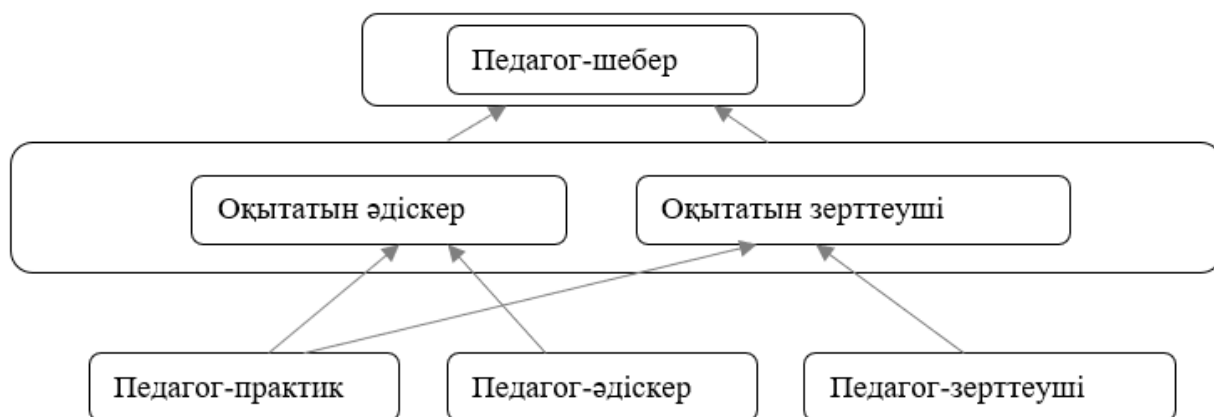 Педагог-шебер
Оқытатын әдіскер
Оқытатын зерттеуші
Педагог-практик
Педагог-әдіскер
Педагог-зерттеуші